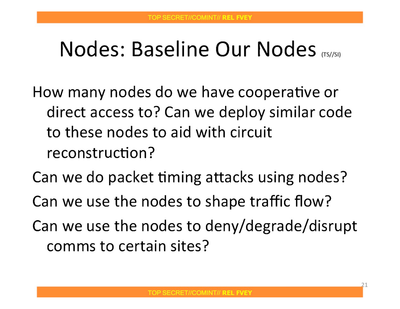 TOP SECRET//COMINT// REL FVEY
Nodes: Baseline Our Nodes (TS//SI)
How many nodes do we have cooperative or
direct access to? Can we deploy similar code
to these nodes to aid with circuit
reconstruction?
Can we do packet timing attacks using nodes?
Can we use the nodes to shape traffic flow?
Can we use the nodes to deny/degrade/disrupt
comms to certain sites?
21
TOP SECRET//COMINT// REL FVEY